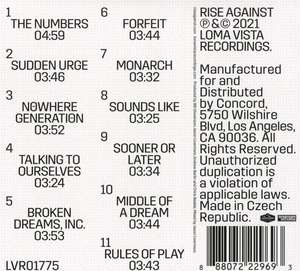 1
THE NUMBERS
04:59
2
SUDDEN URGE
03:46
3
NOWHERE
GENERATION
03:52
4
TALKING TO
OURSELVES
03:24
5
BROKEN
DREAMS, INC.
03:53
LVR01775
6
FORFEIT
03:44
7
MONARCH
03:32
8
SOUNDS LIKE
03:25
9
SOONER OR
LATER
03:34
10
MIDDLE OF
A DREAM
03:44
11
RULES OF PLAY
03:43
RISE AGAINST
℗ & © 2021
LOMA VISTA
RECORDINGS.
Manufactured
for and
Distributed
by Concord,
5750 Wilshire
Blvd, Los Angeles,
CA 90036. All
Rights Reserved.
Unauthorized
duplication is
a violation of
applicable laws.
Made in Czech
Republic.
8 88072 22969 3